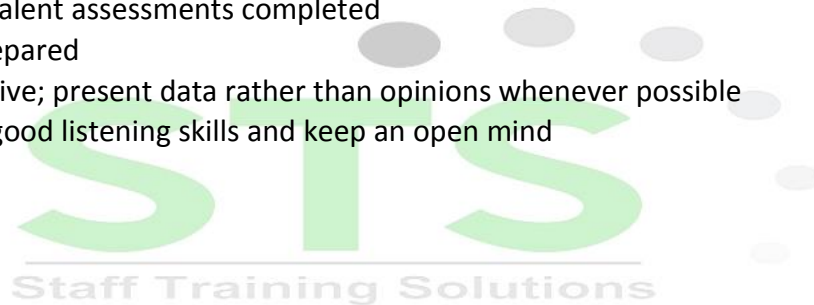 alent assessments completed
epared
ive; present data rather than opinions whenever possible
good listening skills and keep an open mind
STS
Staff Training Solutions